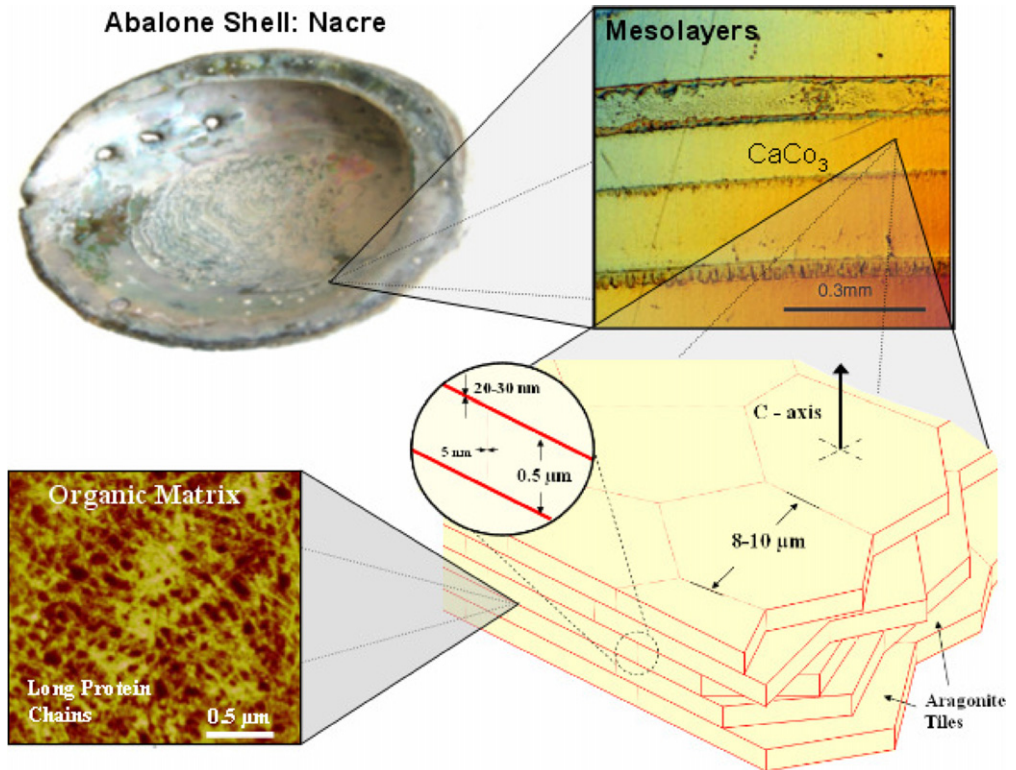 Abalone Shell: Nacre
Mesolayers
CaCo₃
0.3mm
20-30 nm
5 nm
0.5 µm
C - axis
8-10 µm
Organic Matrix
Long Protein
Chains
0.5 µm
Aragonite
Tiles